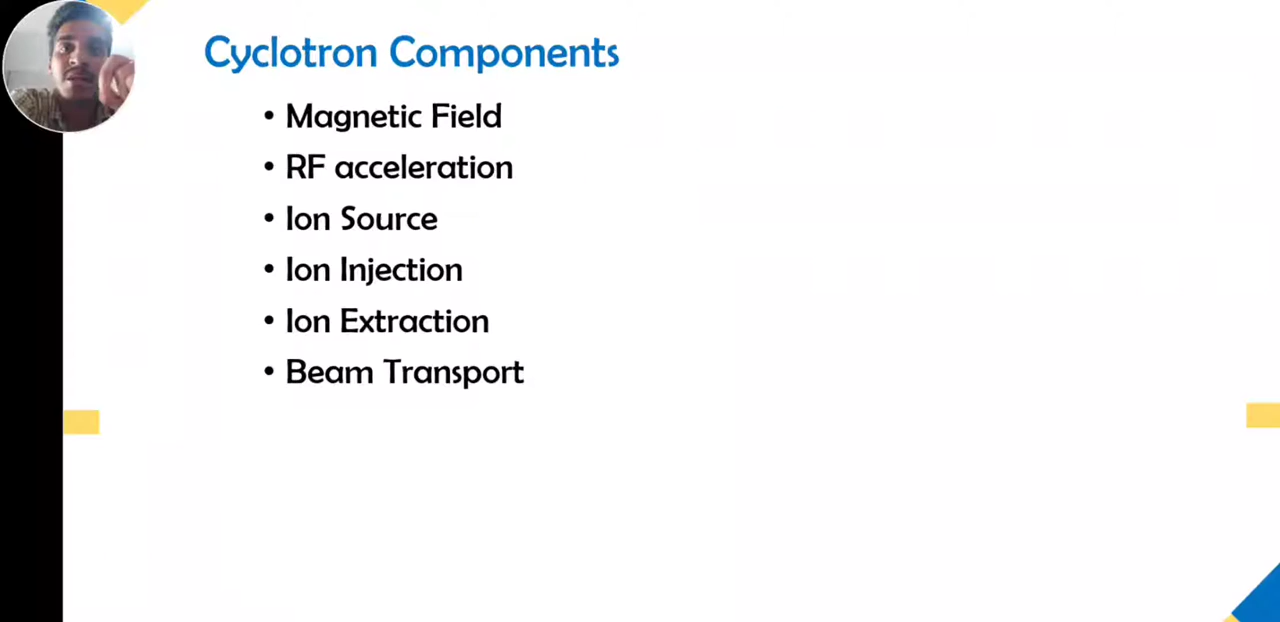 Cyclotron Components
• Magnetic Field
• RF acceleration
• Ion Source
• Ion Injection
• Ion Extraction
• Beam Transport